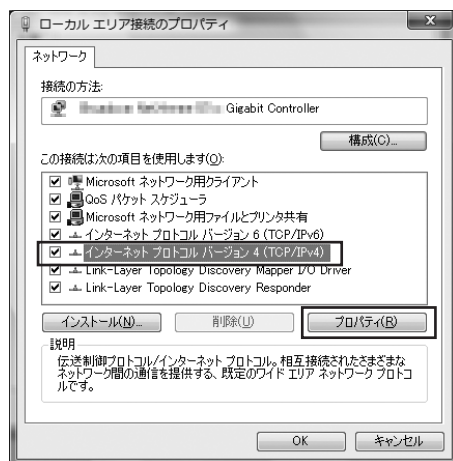 ローカル エリア接続のプロパティ
ネットワーク
接続の方法:
Gigabit Controller
構成(C)...
この接続は次の項目を使用します(O):
Microsoft ネットワーク用クライアント
QoS パケット スケジューラ
Microsoft ネットワーク用ファイルとプリンタ共有
インターネット プロトコル バージョン 6 (TCP/IPv6)
インターネット プロトコル バージョン 4 (TCP/IPv4)
Link-Layer Topology Discovery Mapper I/O Driver
Link-Layer Topology Discovery Responder
インストール(N)...
削除(U)
プロパティ(R)
説明
伝送制御プロトコル/インターネット プロトコル。相互接続されたさまざまな
ネットワーク間の通信を提供する、既定のワイド エリア ネットワーク プロトコ
ルです。
OK
キャンセル